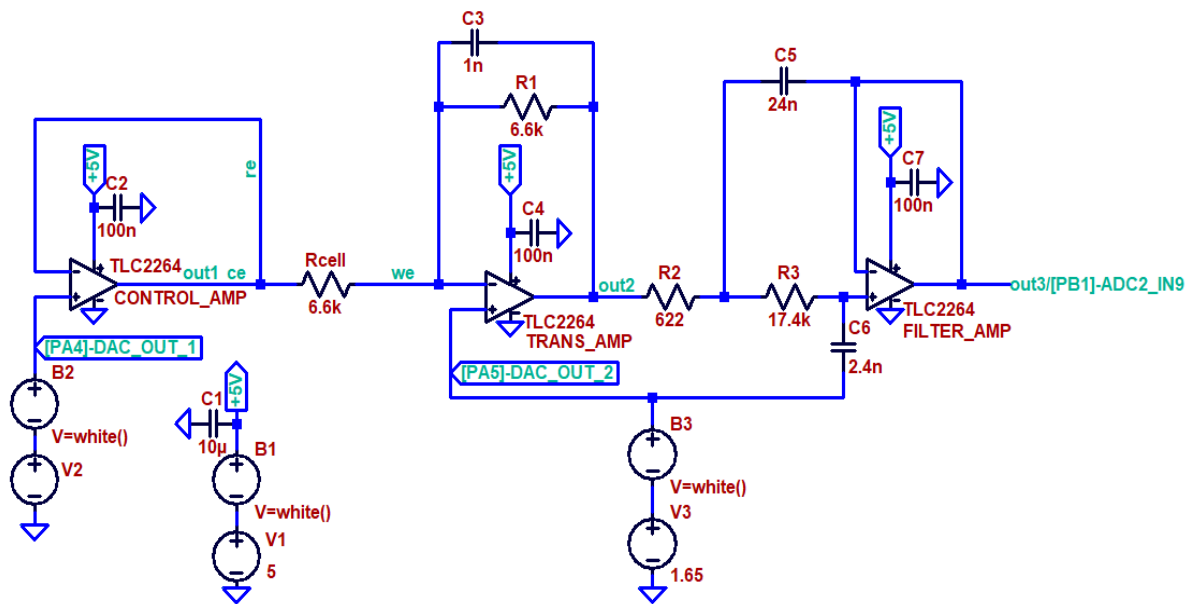 C3
1n
R1
6.6k
C5
24n
+5V
C2
100n
re
TLC2264
CONTROL_AMP
out1_ce
Rcell
6.6k
we
+5V
C4
100n
TLC2264
TRANS_AMP
out2
R2
622
R3
17.4k
+5V
C7
100n
TLC2264
FILTER_AMP
out3/[PB1]-ADC2_IN9
C6
2.4n
[PA4]-DAC_OUT_1
[PA5]-DAC_OUT_2
B2
V=white()
V2
+5V
C1
10µ
B1
V=white()
V1
5
B3
V=white()
V3
1.65